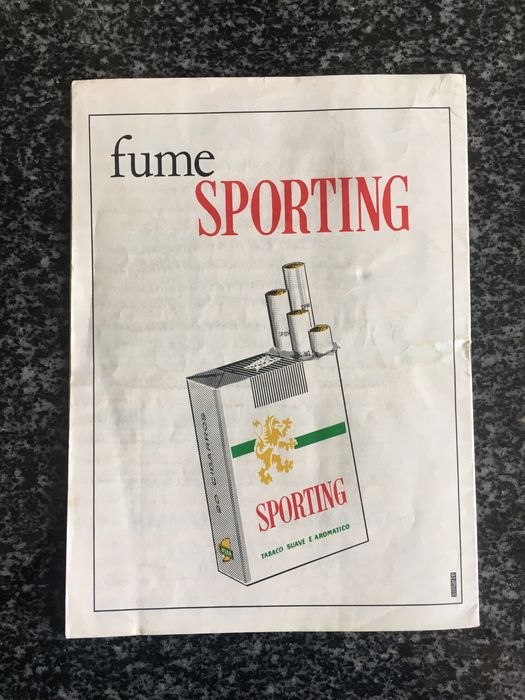 fume
SPORTING
20 CIGARROS
SPORTING
TABACO SUAVE E AROMATICO